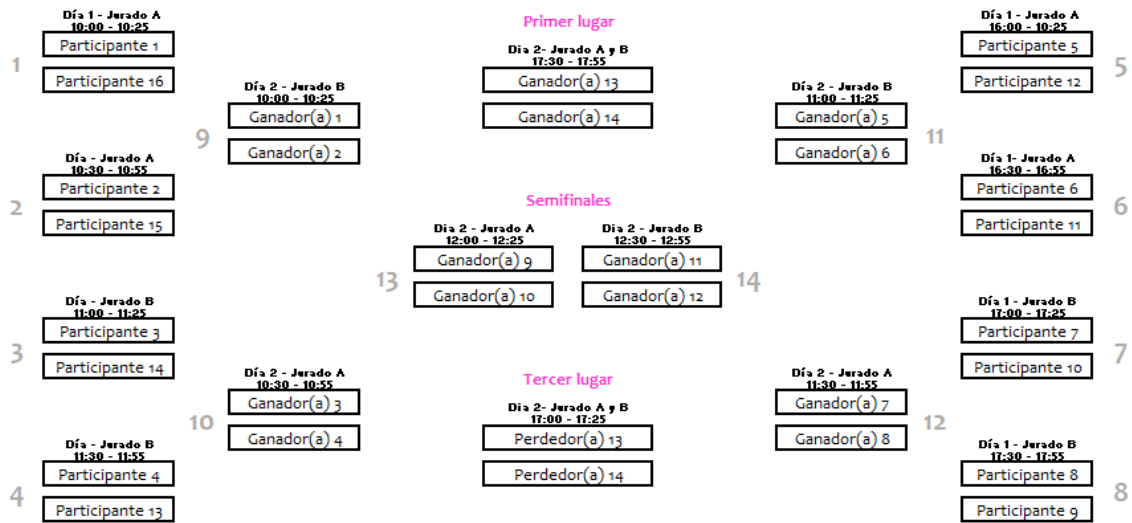 Día 1 - Jurado A
10:00 - 10:25
Participante 1
1
Participante 16
Día - Jurado A
10:30 - 10:55
Participante 2
2
Participante 15
Día - Jurado B
11:00 - 11:25
Participante 3
3
Participante 14
Día - Jurado B
11:30 - 11:55
Participante 4
4
Participante 13
Día 2 - Jurado B
10:00 - 10:25
Ganador(a) 1
9
Ganador(a) 2
Día 2 - Jurado A
10:30 - 10:55
Ganador(a) 3
10
Ganador(a) 4
Primer lugar
Día 2- Jurado A y B
17:30 - 17:55
Ganador(a) 13
Ganador(a) 14
Semifinales
Día 2 - Jurado A
12:00 - 12:25
Ganador(a) 9
13
Ganador(a) 10
Día 2 - Jurado B
12:30 - 12:55
Ganador(a) 11
14
Ganador(a) 12
Tercer lugar
Día 2- Jurado A y B
17:00 - 17:25
Perdedor(a) 13
Perdedor(a) 14
Día 2 - Jurado B
11:00 - 11:25
Ganador(a) 5
11
Ganador(a) 6
Día 2 - Jurado A
11:30 - 11:55
Ganador(a) 7
12
Ganador(a) 8
Día 1 - Jurado A
16:00 - 10:25
Participante 5
5
Participante 12
Día 1- Jurado A
16:30 - 16:55
Participante 6
6
Participante 11
Día 1 - Jurado B
17:00 - 17:25
Participante 7
7
Participante 10
Día 1 - Jurado B
17:30 - 17:55
Participante 8
8
Participante 9